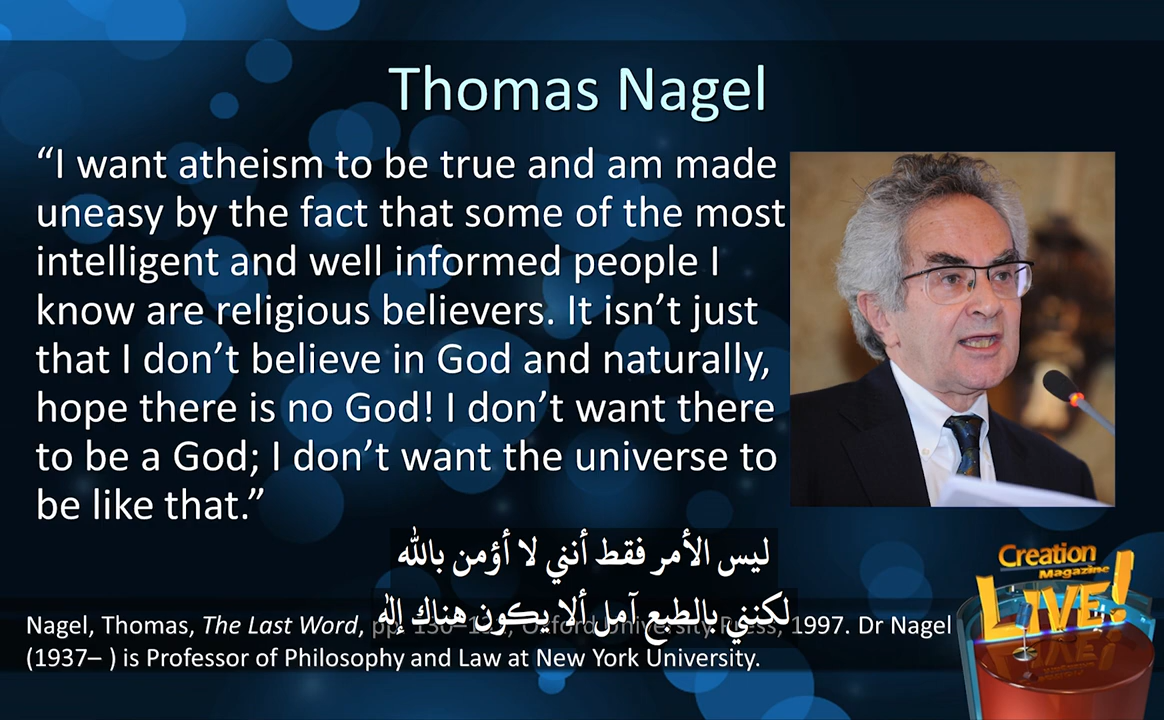 Thomas Nagel
“I want atheism to be true and am made
uneasy by the fact that some of the most
intelligent and well informed people I
know are religious believers. It isn’t just
that I don’t believe in God and naturally,
hope there is no God! I don’t want there
to be a God; I don’t want the universe to
be like that.”
ليس الأمر فقط أنني لا أؤمن بالله
لكنني بالطبع آمل ألا يكون هناك إله
Nagel, Thomas, The Last Word, Oxford University Press, 1997. Dr Nagel
(1937– ) is Professor of Philosophy and Law at New York University.
Creation
Magazine
LIVE!